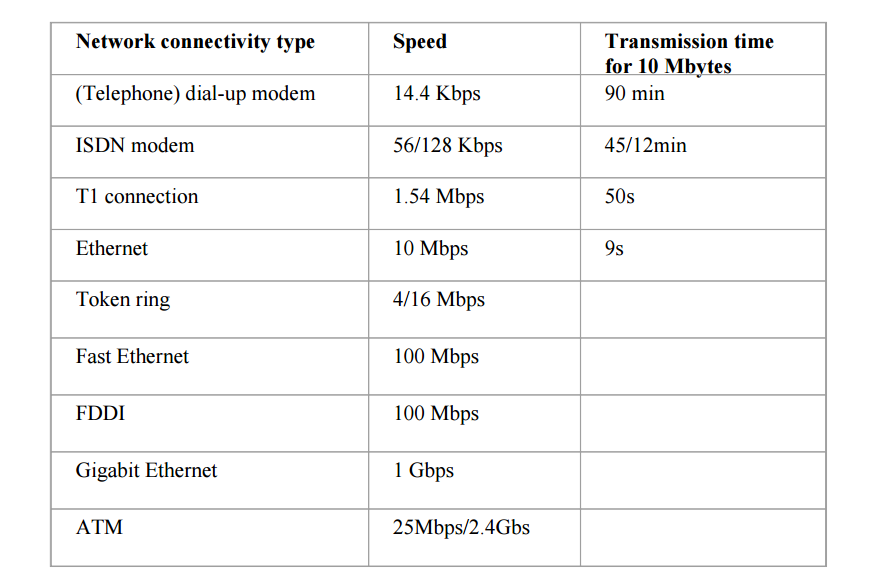 Network connectivity type Speed Transmission time
for 10 Mbytes
(Telephone) dial-up modem 14.4 Kbps 90 min
ISDN modem 56/128 Kbps 45/12min
T1 connection 1.54 Mbps 50s
Ethernet 10 Mbps 9s
Token ring 4/16 Mbps
Fast Ethernet 100 Mbps
FDDI 100 Mbps
Gigabit Ethernet 1 Gbps
ATM 25Mbps/2.4Gbs